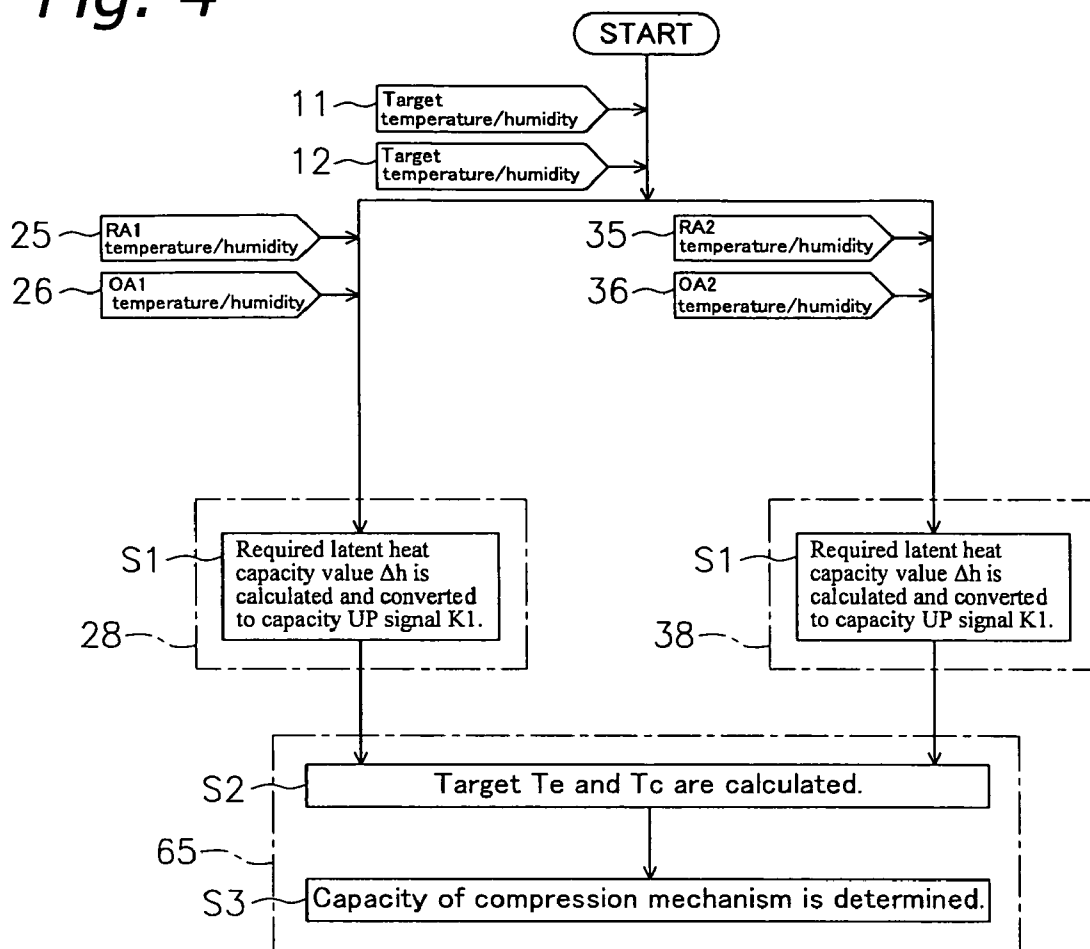 Fig. 4
START
11
Target
temperature/humidity
12
Target
temperature/humidity
25
RA1
temperature/humidity
35
RA2
temperature/humidity
26
OA1
temperature/humidity
36
OA2
temperature/humidity
S1
Required latent heat
capacity value Δh is
calculated and converted
to capacity UP signal K1.
28
S1
Required latent heat
capacity value Δh is
calculated and converted
to capacity UP signal K1.
38
S2
Target Te and Tc are calculated.
65
S3
Capacity of compression mechanism is determined.